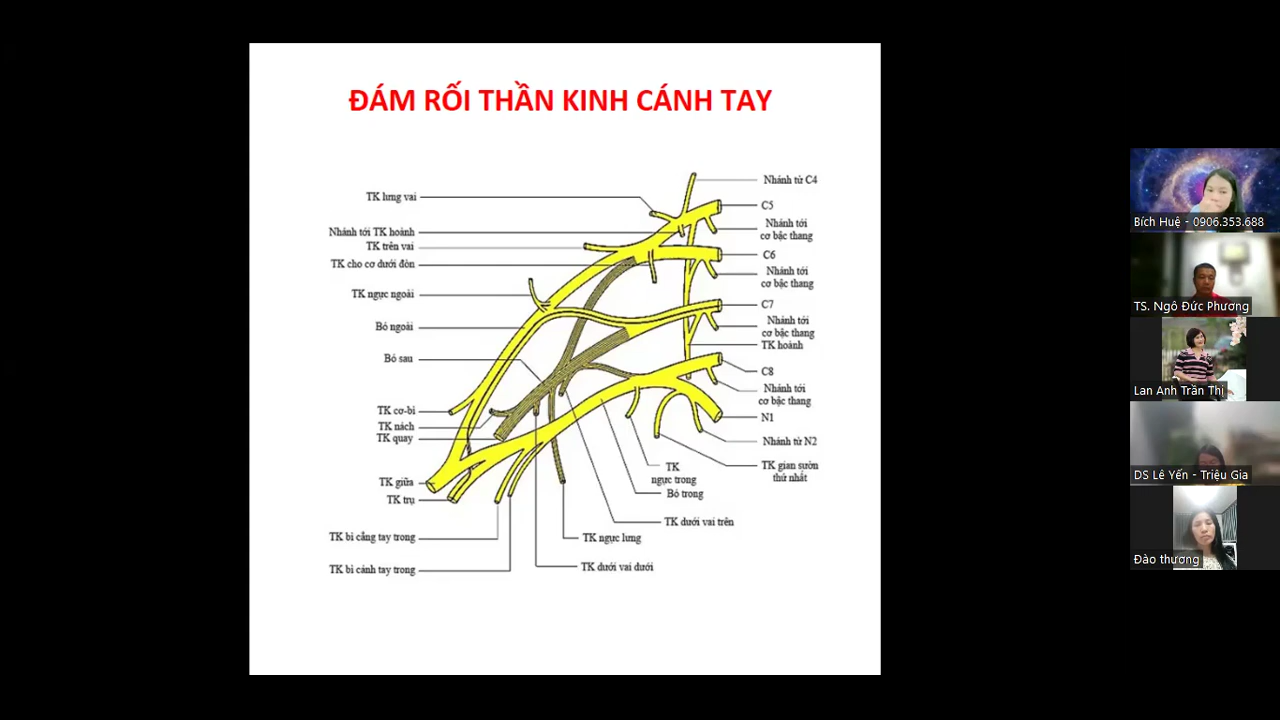 ĐÁM RỐI THẦN KINH CÁNH TAY
Nhánh từ C4
TK lưng vai
C5
Nhánh tới
cơ bậc thang
Nhánh tới TK hoành
TK trên vai
C6
TK cho cơ dưới đòn
Nhánh tới
cơ bậc thang
TK ngực ngoài
C7
Nhánh tới
cơ bậc thang
Bó ngoài
TK hoành
Bó sau
C8
Nhánh tới
cơ bậc thang
TK cơ-bì
N1
TK nách
TK quay
Nhánh từ N2
TK gian sườn
thứ nhất
TK
ngực trong
TK giữa
Bó trong
TK trụ
TK dưới vai trên
TK bì cẳng tay trong
TK ngực lưng
TK bì cánh tay trong
TK dưới vai dưới
Bích Huệ - 0906.353.688
TS. Ngô Đức Phương
Lan Anh Trần Thị
DS Lê Yến - Triệu Gia
Đào thương